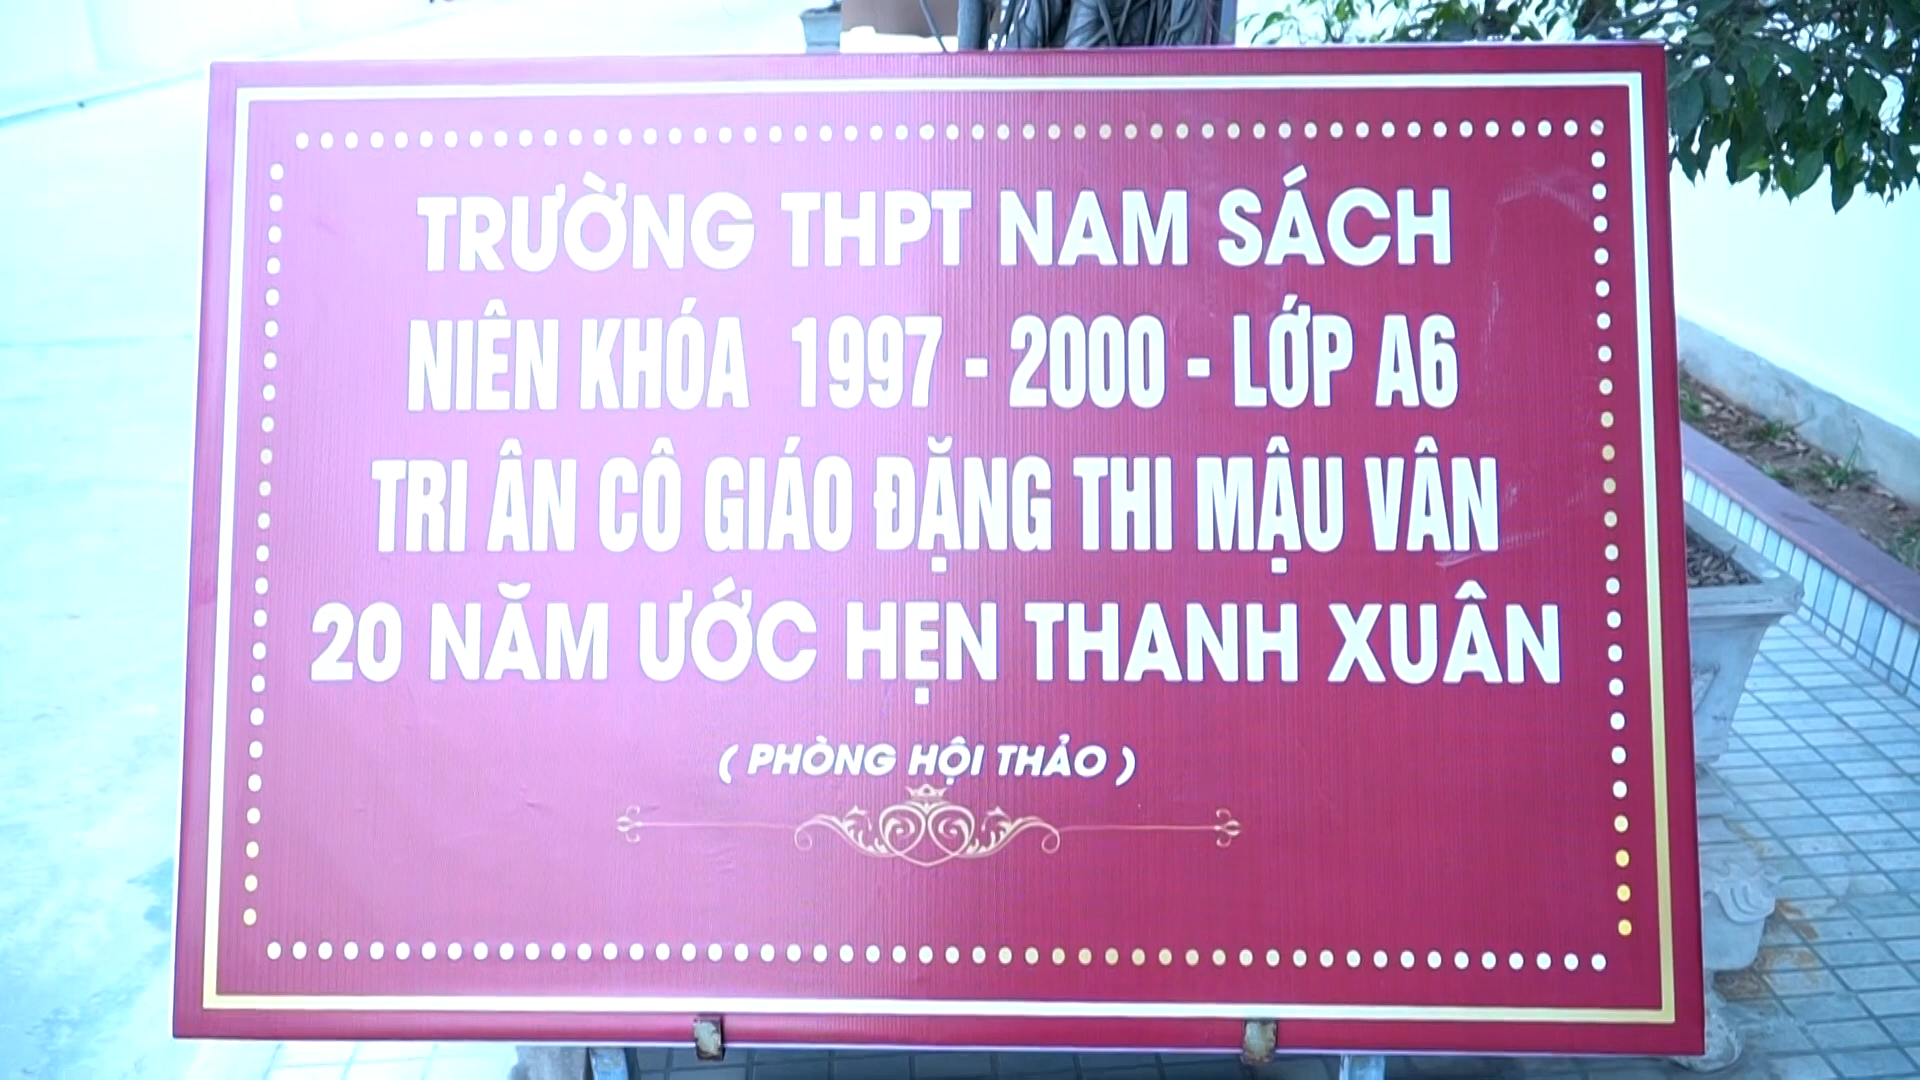 TRƯỜNG THPT NAM SÁCH
NIÊN KHÓA 1997 - 2000 - LỚP A6
TRI ÂN CÔ GIÁO ĐẶNG THI MẬU VÂN
20 NĂM ƯỚC HẸN THANH XUÂN
( PHÒNG HỘI THẢO )